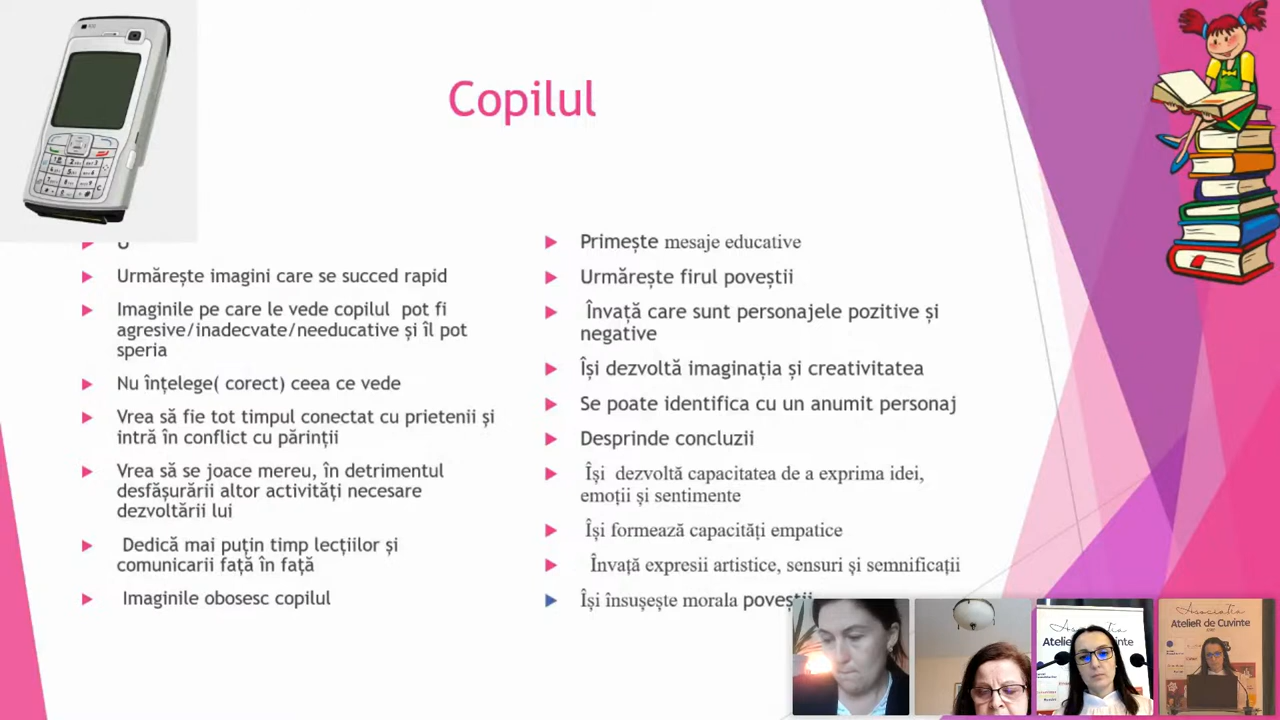 Copilul
Urmărește imagini care se succed rapid
Imaginile pe care le vede copilul pot fi
agresive/inadecvate/needucative și îl pot
speria
Nu înțelege( corect) ceea ce vede
Vrea să fie tot timpul conectat cu prietenii și
intră în conflict cu părinții
Vrea să se joace mereu, în detrimentul
desfășurării altor activități necesare
dezvoltării lui
Dedică mai puțin timp lecțiilor și
comunicarii față în față
Imaginile obosesc copilul
Primește mesaje educative
Urmărește firul poveștii
Învață care sunt personajele pozitive și
negative
Își dezvoltă imaginația și creativitatea
Se poate identifica cu un anumit personaj
Desprinde concluzii
Își dezvoltă capacitatea de a exprima idei,
emoții și sentimente
Își formează capacități empatice
Învață expresii artistice, sensuri și semnificații
Își însușește morala poveștii
Asociația
AtelieR de Cuvinte